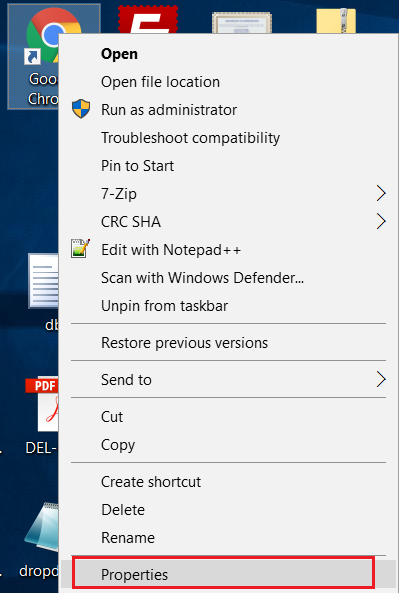 Goo
Chro
Open
Open file location
Run as administrator
Troubleshoot compatibility
Pin to Start
7-Zip
CRC SHA
Edit with Notepad++
Scan with Windows Defender...
Unpin from taskbar
Restore previous versions
Send to
Cut
Copy
Create shortcut
Delete
Rename
Properties
db
PDF
DEL-
dropd